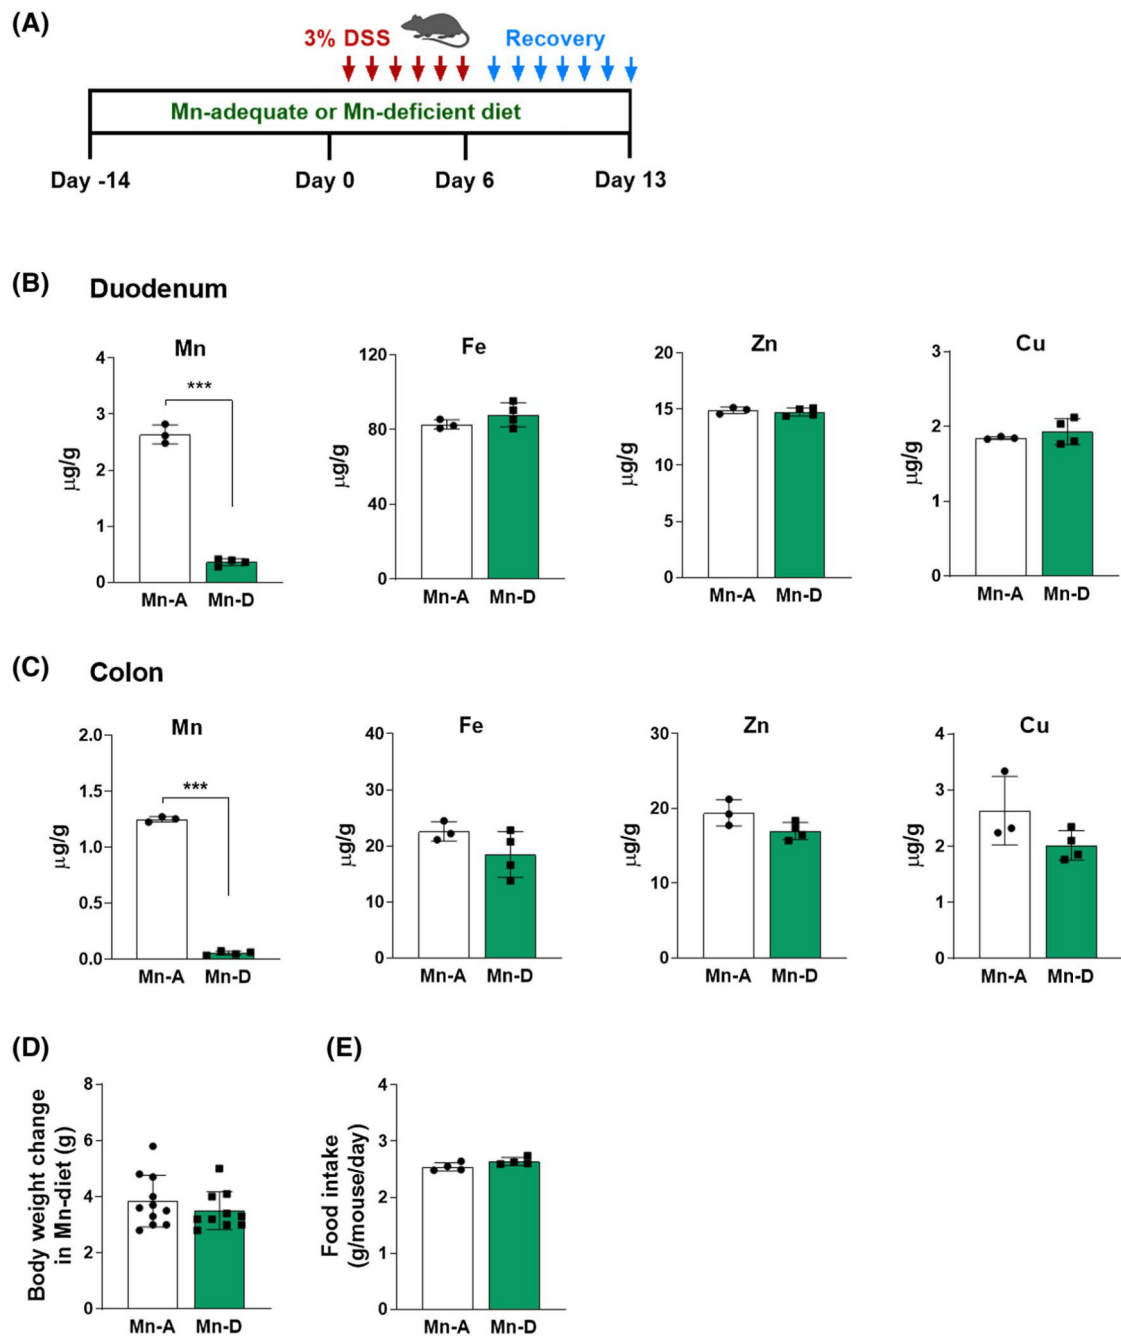 (A)
3% DSS
Recovery
Mn-adequate or Mn-deficient diet
Day -14
Day 0
Day 6
Day 13
(B) Duodenum
Mn
Fe
Zn
Cu
4
3
2
1
0
μg/g
***
Mn-A Mn-D
120
80
40
0
μg/g
Mn-A Mn-D
20
15
10
5
0
μg/g
Mn-A Mn-D
3
2
1
0
μg/g
Mn-A Mn-D
(C) Colon
Mn
Fe
Zn
Cu
2.0
1.5
1.0
0.5
0.0
μg/g
***
Mn-A Mn-D
40
30
20
10
0
μg/g
Mn-A Mn-D
30
20
10
0
μg/g
Mn-A Mn-D
4
3
2
1
0
μg/g
Mn-A Mn-D
(D)
Body weight change
in Mn-diet (g)
8
6
4
2
0
Mn-A Mn-D
(E)
Food intake
(g/mouse/day)
4
3
2
1
0
Mn-A Mn-D